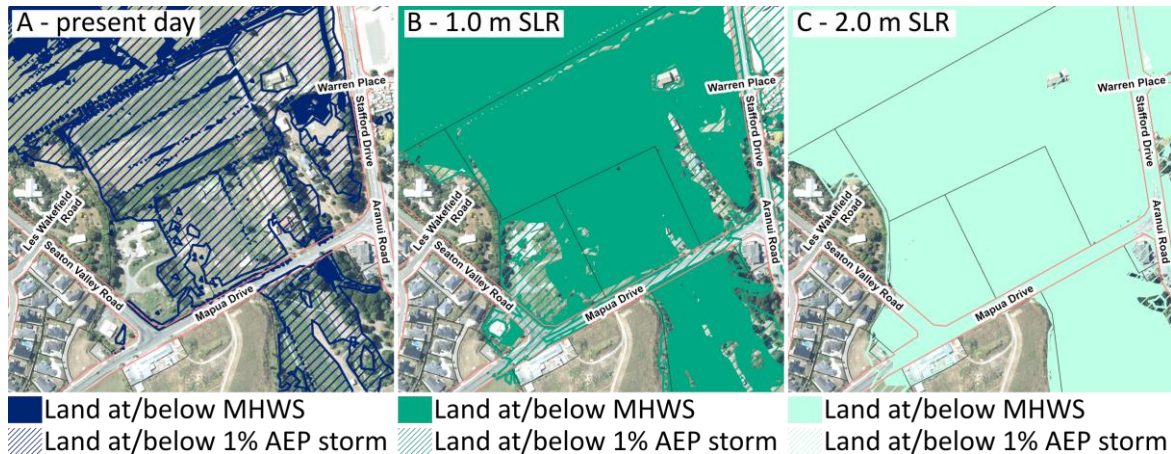 A - present day
B - 1.0 m SLR
C - 2.0 m SLR
Warren Place
Stafford Drive
Les Wakefield
Road
Seaton Valley Road
Mapua Drive
Aranui Road
Warren Place
Stafford Drive
Les Wakefield
Road
Seaton Valley Road
Mapua Drive
Aranui Road
Warren Place
Stafford Drive
Les Wakefield
Road
Seaton Valley Road
Mapua Drive
Aranui Road
Land at/below MHWS
Land at/below 1% AEP storm
Land at/below MHWS
Land at/below 1% AEP storm
Land at/below MHWS
Land at/below 1% AEP storm